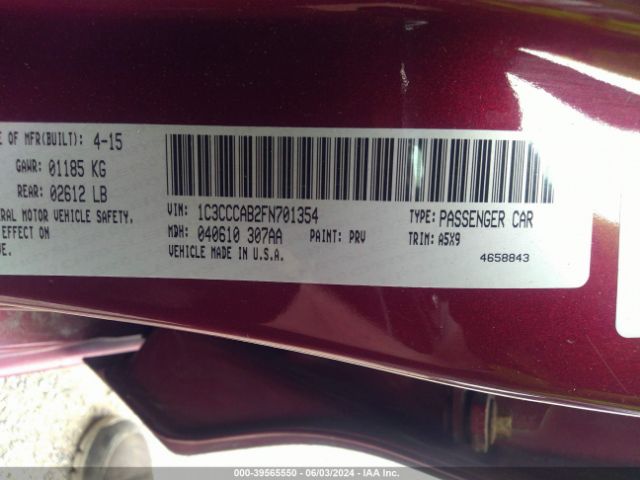 E OF MFR(BUILT): 4-15
GAWR: 01185 KG
REAR: 02612 LB
ERAL MOTOR VEHICLE SAFETY,
EFFECT ON
VE.
VIN: 1C3CCCAB2FN701354
TYPE: PASSENGER CAR
MDH: 040610 307AA
PAINT: PRV
TRIM: A5X9
VEHICLE MADE IN U.S.A.
4658843
000-39565550 | 06/03/2024 | IAA Inc.